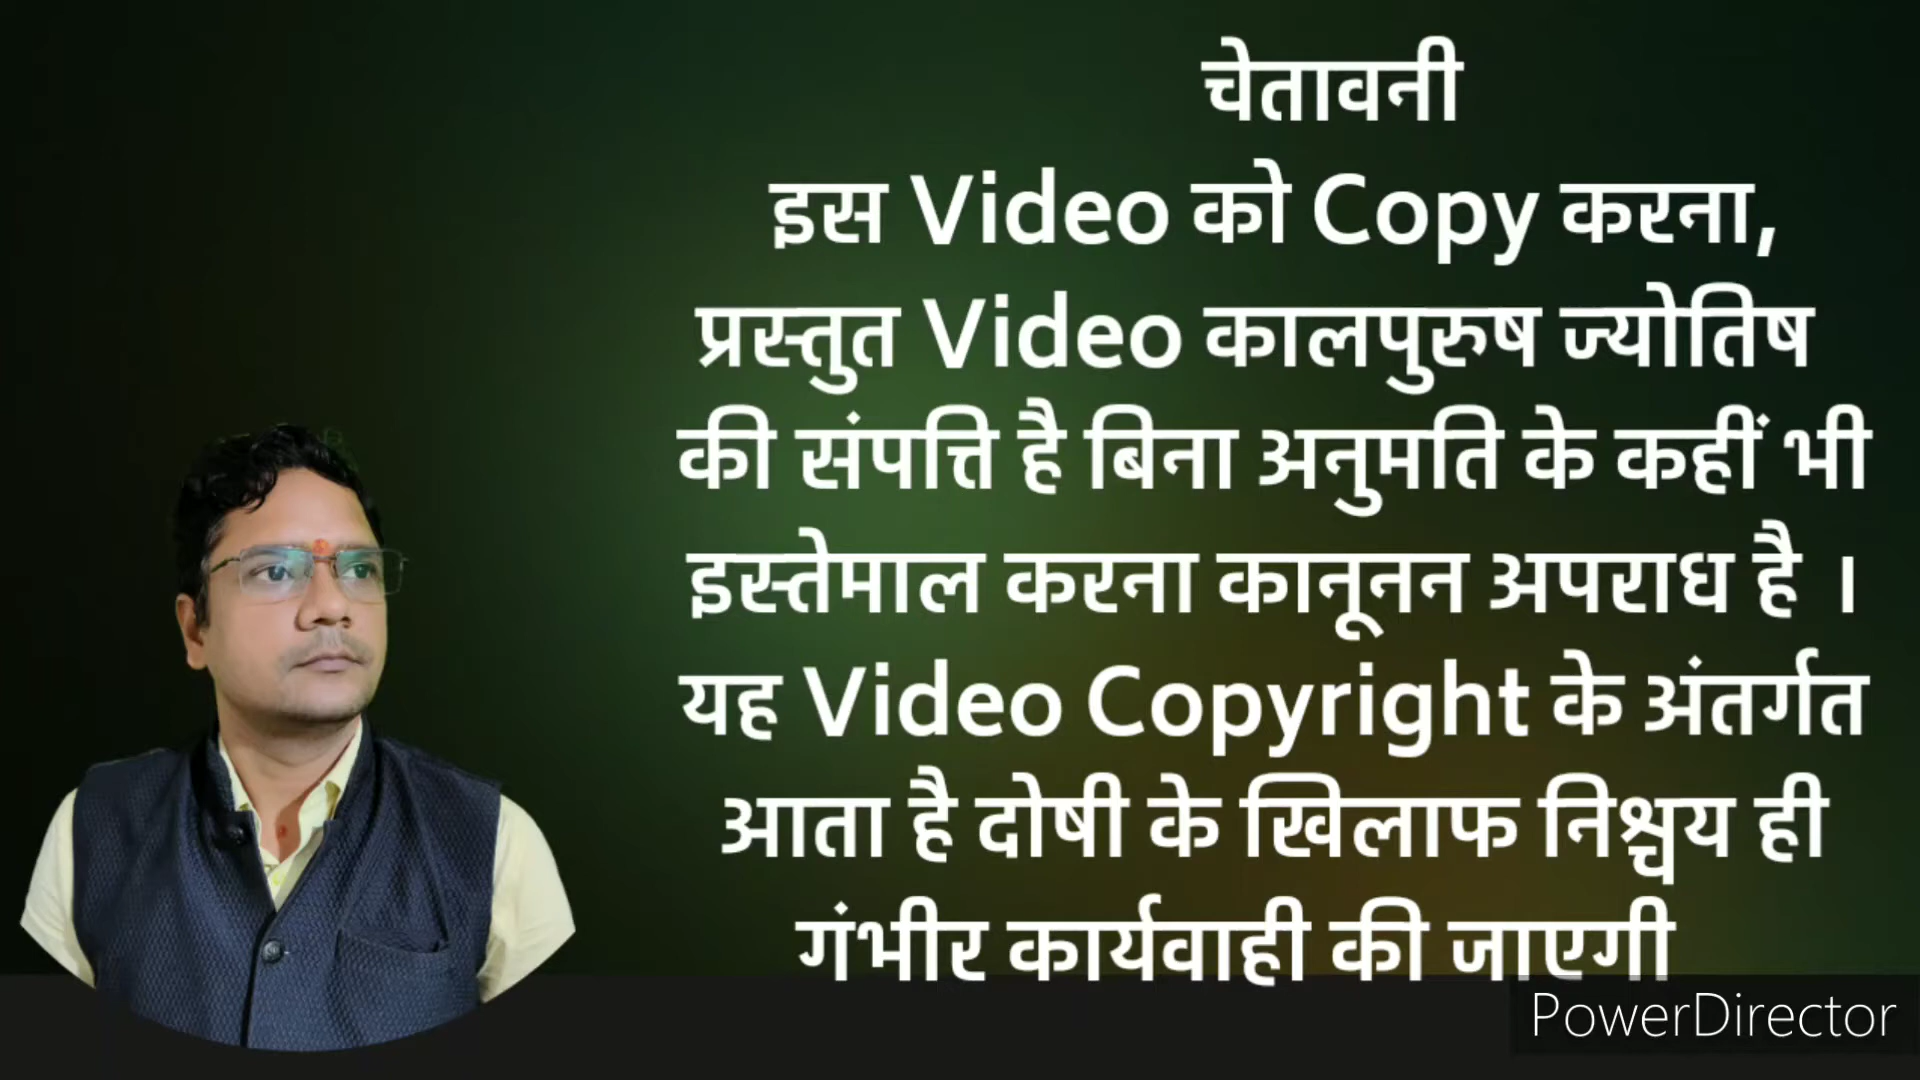 चेतावनी
इस Video को Copy करना,
प्रस्तुत Video कालपुरुष ज्योतिष
की संपत्ति है बिना अनुमति के कहीं भी
इस्तेमाल करना कानूनन अपराध है ।
यह Video Copyright के अंतर्गत
आता है दोषी के खिलाफ निश्चय ही
गंभीर कार्यवाही की जाएगी
PowerDirector